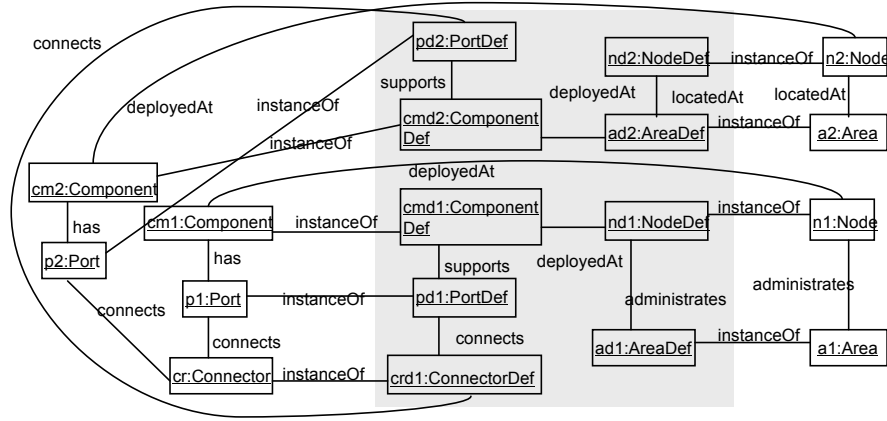 connects
pd2:PortDef
nd2:NodeDef
instanceOf
n2:Node
supports
deployedAt
instanceOf
deployedAt
locatedAt
locatedAt
cmd2:Component
Def
instanceOf
ad2:AreaDef
instanceOf
a2:Area
deployedAt
cm2:Component
cm1:Component
instanceOf
cmd1:Component
Def
nd1:NodeDef
instanceOf
n1:Node
has
p2:Port
has
supports
deployedAt
p1:Port
instanceOf
pd1:PortDef
administrates
administrates
connects
connects
connects
ad1:AreaDef
instanceOf
a1:Area
cr:Connector
instanceOf
crd1:ConnectorDef